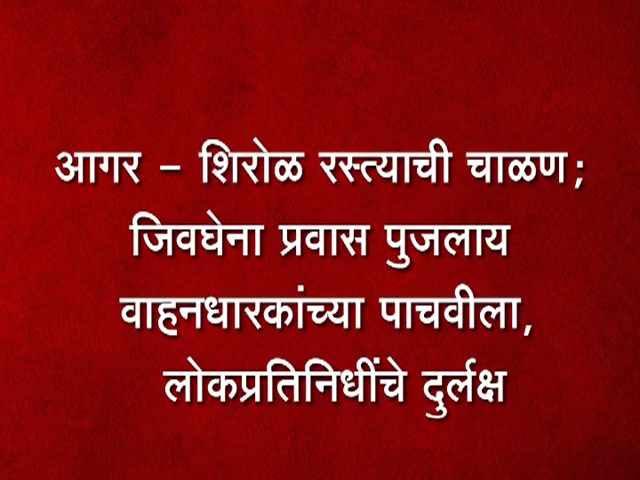 आगर – शिरोळ रस्त्याची चाळण;
जिवघेना प्रवास पुजलाय
वाहनधारकांच्या पाचवीला,
लोकप्रतिनिधींचे दुर्लक्ष